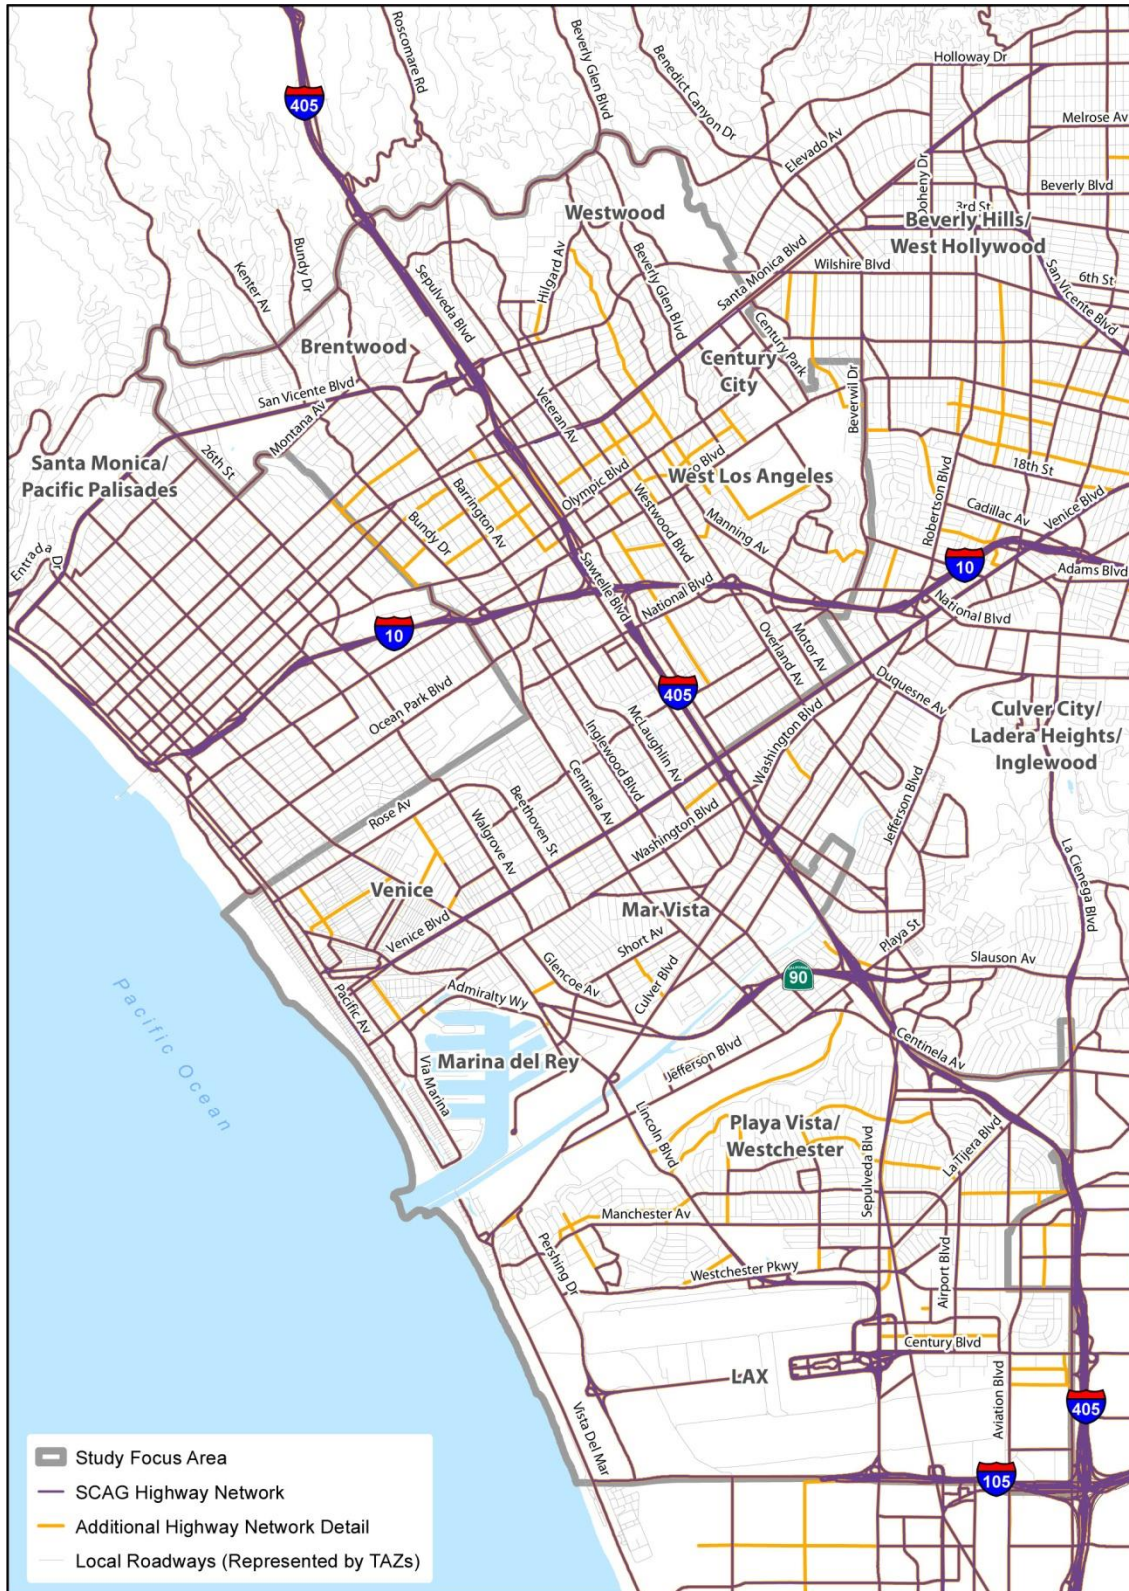 Roscomare Rd
Beverly Glen Blvd
Benedict Canyon Dr
Holloway Dr
405
Melrose Av
Elevado Av
Doheny Dr
Beverly Blvd
3rd St
Westwood
Beverly Hills/
West Hollywood
Bundy Dr
Kenter Av
Sepulveda Blvd
Hilgard Av
Beverly Glen Blvd
Santa Monica Blvd
Wilshire Blvd
6th St
San Vicente Blvd
Century Park
Brentwood
Century
City
San Vicente Blvd
Montana Av
Veteran Av
Beverwil Dr
26th St
Santa Monica/
Pacific Palisades
West Los Angeles
Barrington Av
Bundy Dr
Olympic Blvd
Westwood Blvd
Manning Av
Robertson Blvd
18th St
Cadillac Av
Venice Blvd
Entrada Dr
Sawtelle Blvd
National Blvd
10
Adams Blvd
National Blvd
10
Motor Av
Overland Av
Duquesne Av
405
Ocean Park Blvd
McLaughlin Av
Inglewood Blvd
Centinela Av
Washington Blvd
Culver City/
Ladera Heights/
Inglewood
Rose Av
Walgrove Av
Beethoven St
Washington Blvd
Jefferson Blvd
La Cienega Blvd
Venice
Venice Blvd
Mar Vista
Short Av
Playa St
Slauson Av
Glencoe Av
Culver Blvd
90
Admiralty Wy
Pacific Av
Pacific Ocean
Marina del Rey
Via Marina
Jefferson Blvd
Centinela Av
Lincoln Blvd
Playa Vista/
Westchester
Sepulveda Blvd
La Tijera Blvd
Manchester Av
Pershing Dr
Westchester Pkwy
Airport Blvd
Century Blvd
LAX
Aviation Blvd
405
Vista Del Mar
105
Study Focus Area
SCAG Highway Network
Additional Highway Network Detail
Local Roadways (Represented by TAZs)